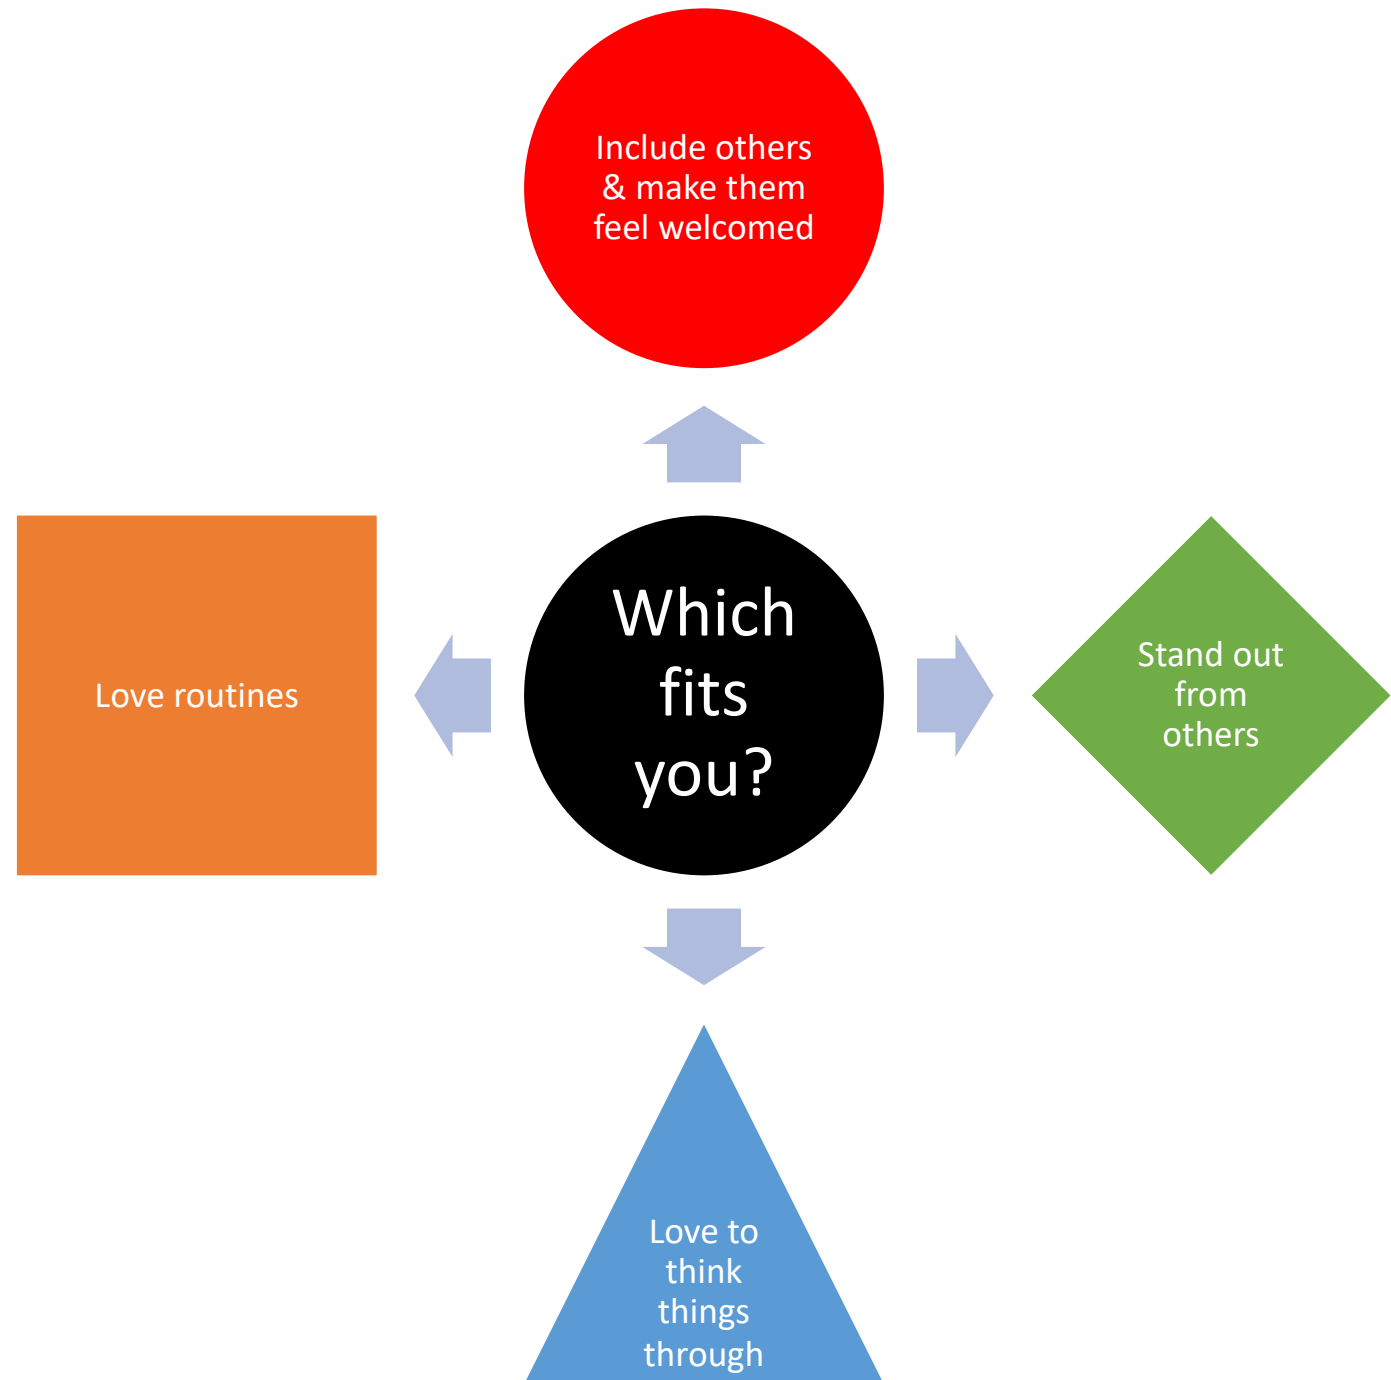 Include others
& make them
feel welcomed
Love routines
Which
fits
you?
Stand out
from
others
Love to
think
things
through